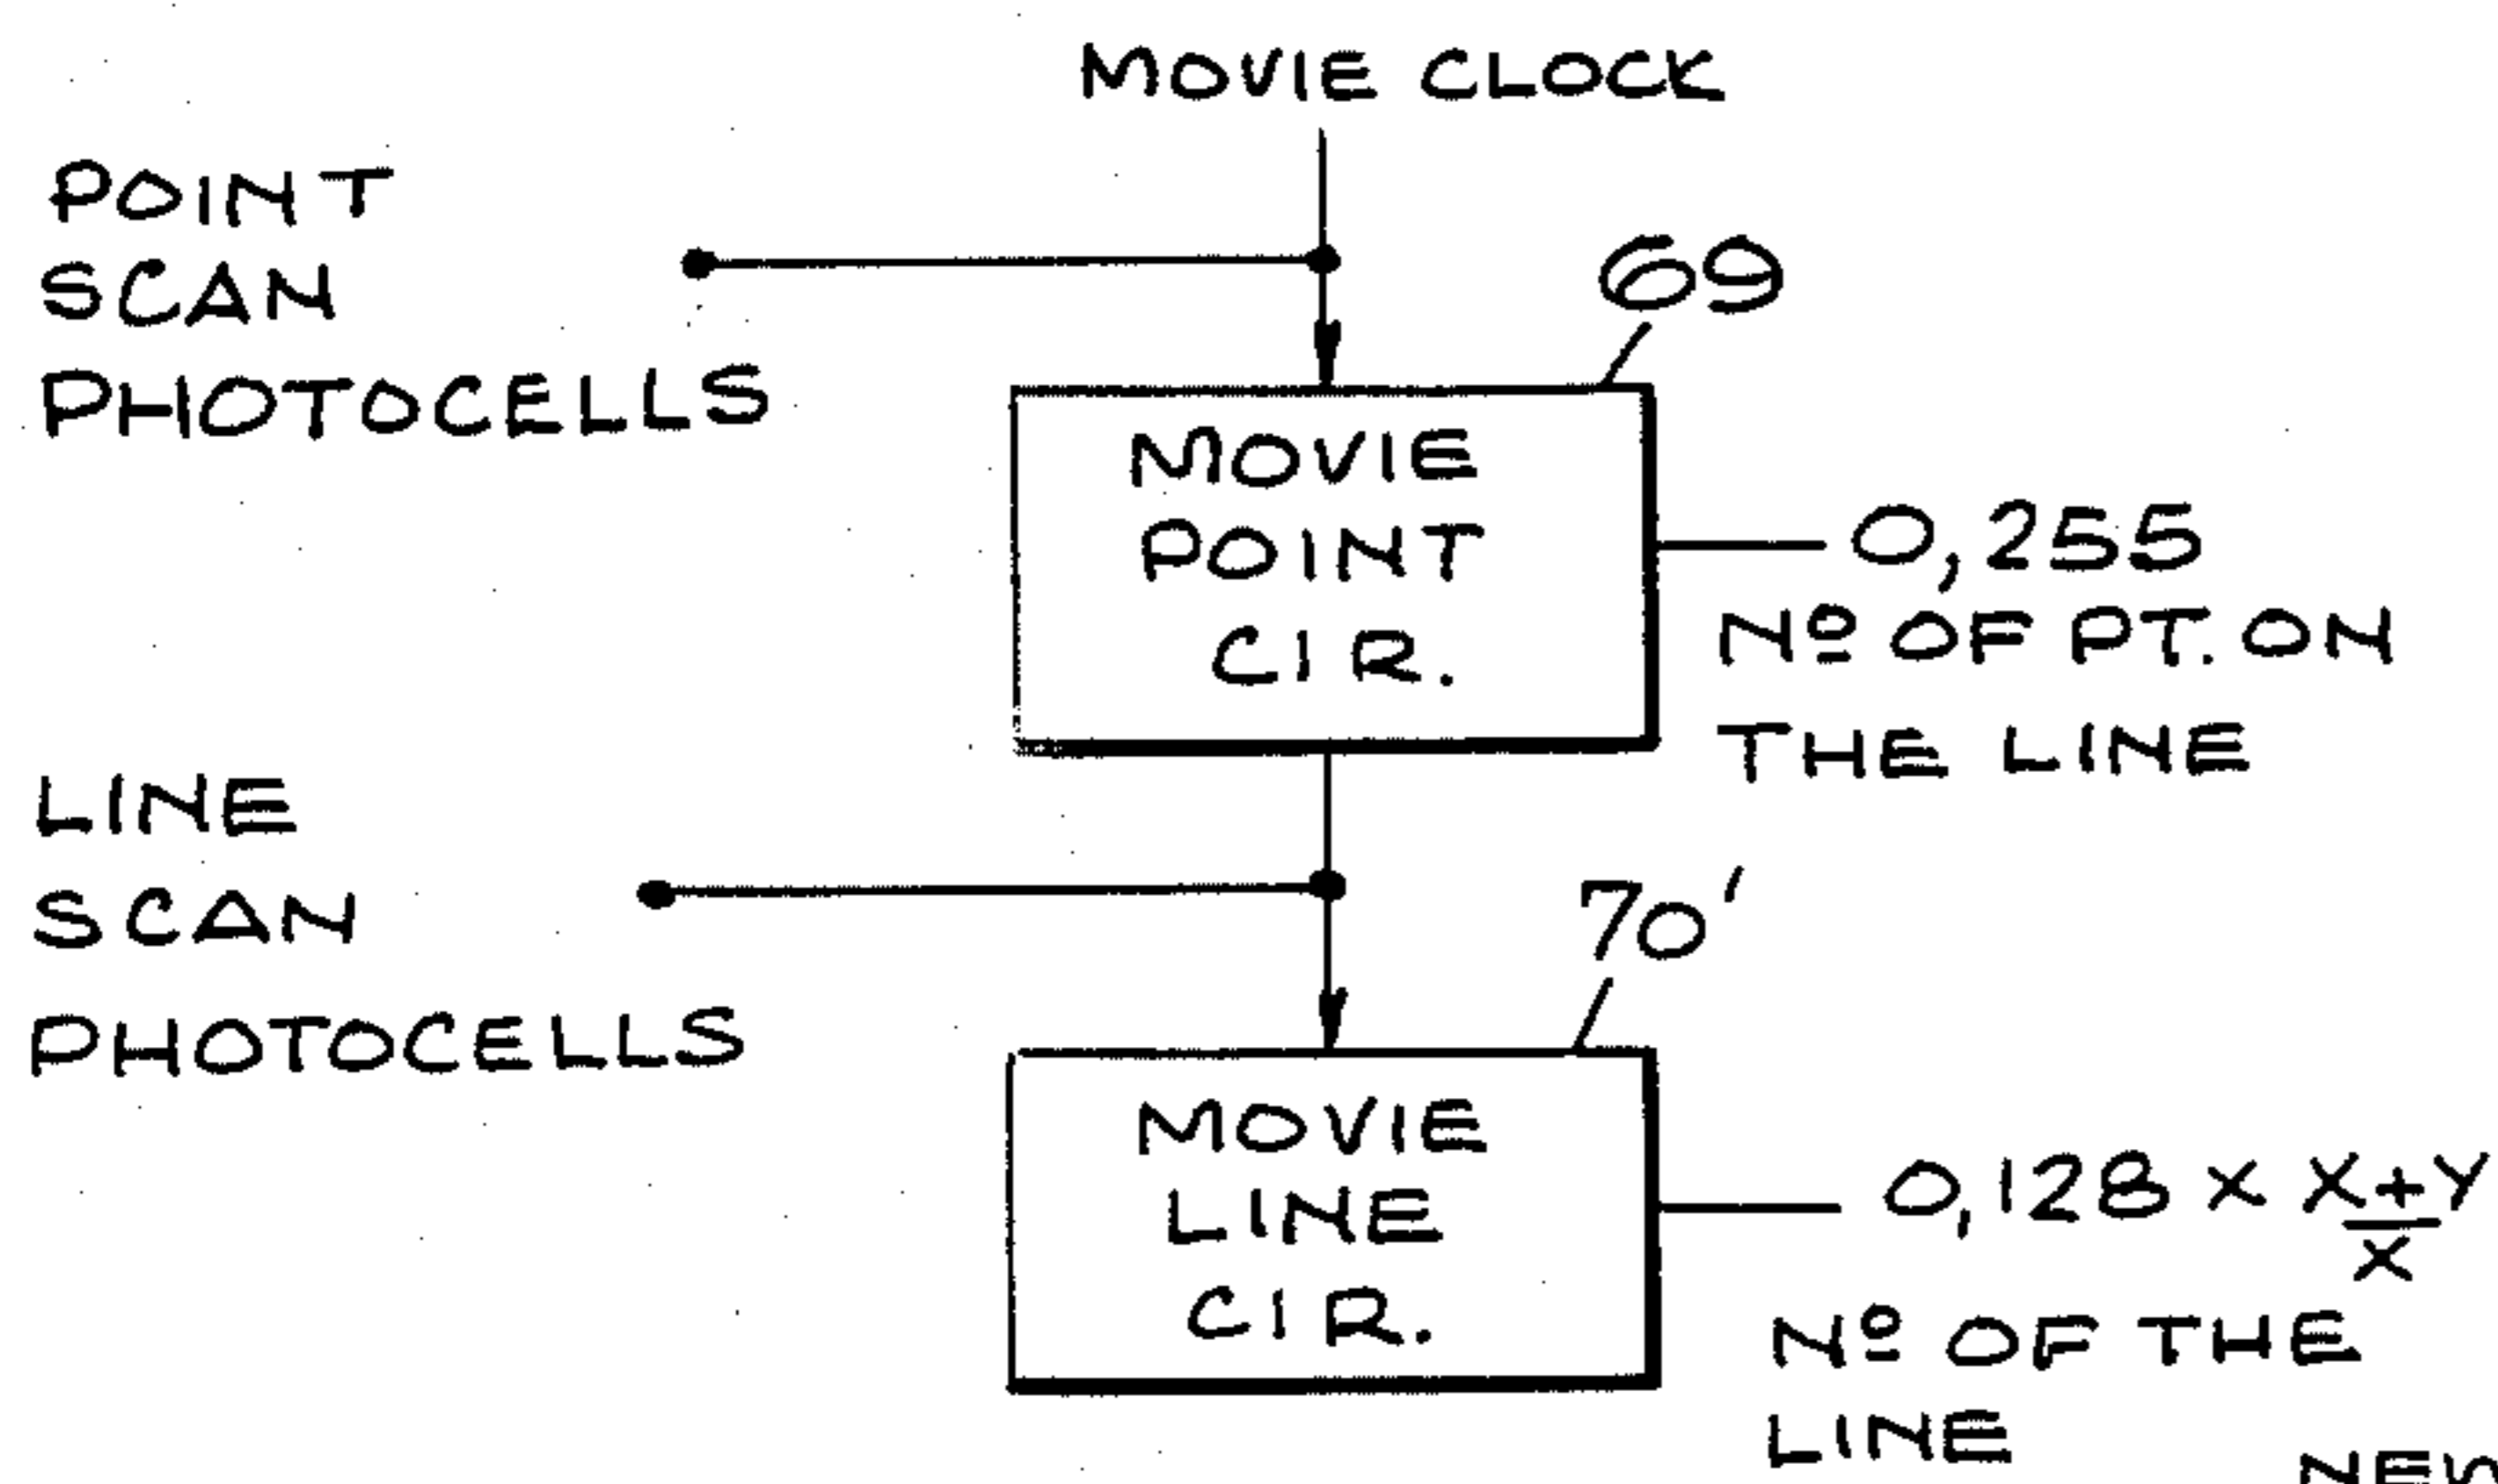 MOVIE CLOCK
POINT
SCAN
PHOTOCELLS
69
MOVIE
POINT
CIR.
0,255
Nº OF PT. ON
THE LINE
LINE
SCAN
PHOTOCELLS
70'
MOVIE
LINE
CIR.
0,128 x X+Y
X
Nº OF THE
LINE